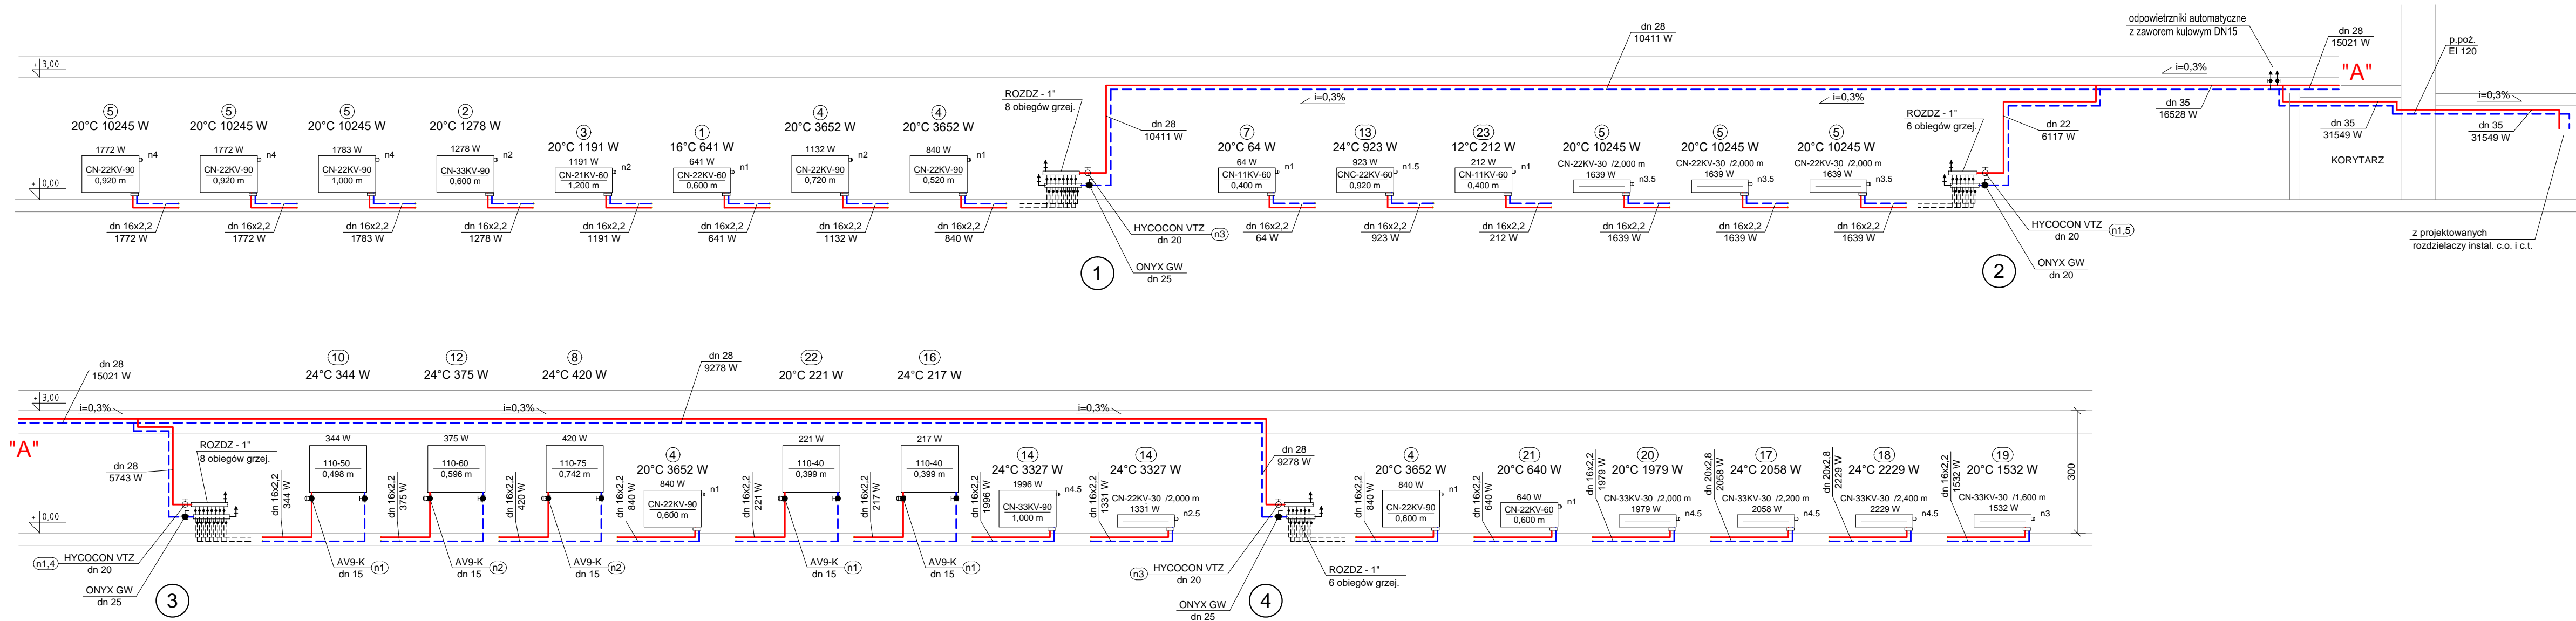 + 3,00
5
20°C 10245 W
1772 W
n4
CN-22KV-90
0,920 m
dn 16x2,2
1772 W
5
20°C 10245 W
1772 W
n4
CN-22KV-90
0,920 m
dn 16x2,2
1772 W
5
20°C 10245 W
1783 W
n4
CN-22KV-90
1,000 m
dn 16x2,2
1783 W
2
20°C 1278 W
1278 W
n2
CN-33KV-90
0,600 m
dn 16x2,2
1278 W
3
20°C 1191 W
1191 W
n2
CN-21KV-60
1,200 m
dn 16x2,2
1191 W
1
16°C 641 W
641 W
n1
CN-22KV-60
0,600 m
dn 16x2,2
641 W
4
20°C 3652 W
1132 W
n2
CN-22KV-90
0,720 m
dn 16x2,2
1132 W
4
20°C 3652 W
840 W
n1
CN-22KV-90
0,520 m
dn 16x2,2
840 W
+ 0,00
ROZDZ - 1"
8 obiegów grzej.
dn 28
10411 W
HYCOCON VTZ
dn 20
n3
ONYX GW
dn 25
1
i=0,3%
dn 28
10411 W
i=0,3%
7
20°C 64 W
64 W
n1
CN-11KV-60
0,400 m
dn 16x2,2
64 W
13
24°C 923 W
923 W
n1.5
CNC-22KV-60
0,920 m
dn 16x2,2
923 W
23
12°C 212 W
212 W
n1
CN-11KV-60
0,400 m
dn 16x2,2
212 W
5
20°C 10245 W
CN-22KV-30 /2,000 m
1639 W
n3.5
dn 16x2,2
1639 W
5
20°C 10245 W
CN-22KV-30 /2,000 m
1639 W
n3.5
dn 16x2,2
1639 W
5
20°C 10245 W
CN-22KV-30 /2,000 m
1639 W
n3.5
dn 16x2,2
1639 W
ROZDZ - 1"
6 obiegów grzej.
dn 22
6117 W
HYCOCON VTZ
dn 20
n1,5
ONYX GW
dn 20
2
odpowietrzniki automatyczne
z zaworem kulowym DN15
i=0,3%
dn 35
16528 W
dn 28
15021 W
"A"
p.poż.
EI 120
i=0,3%
dn 35
31549 W
dn 35
31549 W
KORYTARZ
z projektowanych
rozdzielaczy instal. c.o. i c.t.
dn 28
15021 W
+ 3,00
i=0,3%
"A"
+ 0,00
dn 28
5743 W
ROZDZ - 1"
8 obiegów grzej.
n1,4
HYCOCON VTZ
dn 20
ONYX GW
dn 25
3
10
24°C 344 W
344 W
110-50
0,498 m
dn 16x2,2
344 W
AV9-K
dn 15
n1
12
24°C 375 W
375 W
110-60
0,596 m
dn 16x2,2
375 W
AV9-K
dn 15
n2
8
24°C 420 W
i=0,3%
420 W
110-75
0,742 m
dn 16x2,2
420 W
AV9-K
dn 15
n2
dn 28
9278 W
4
20°C 3652 W
840 W
n1
CN-22KV-90
0,600 m
dn 16x2,2
840 W
22
20°C 221 W
221 W
110-40
0,399 m
dn 16x2,2
221 W
AV9-K
dn 15
n1
16
24°C 217 W
217 W
110-40
0,399 m
dn 16x2,2
217 W
AV9-K
dn 15
n1
i=0,3%
14
24°C 3327 W
1996 W
n4.5
CN-33KV-90
1,000 m
dn 16x2,2
1996 W
14
24°C 3327 W
CN-22KV-30 /2,000 m
1331 W
n2.5
dn 16x2,2
1331 W
dn 28
9278 W
n3
HYCOCON VTZ
dn 20
ONYX GW
dn 25
4
ROZDZ - 1"
6 obiegów grzej.
4
20°C 3652 W
840 W
n1
CN-22KV-90
0,600 m
dn 16x2,2
840 W
21
20°C 640 W
640 W
n1
CN-22KV-60
0,600 m
dn 16x2,2
640 W
20
20°C 1979 W
CN-33KV-30 /2,000 m
1979 W
n4.5
dn 16x2,2
1979 W
17
24°C 2058 W
CN-33KV-30 /2,200 m
2058 W
n4.5
dn 20x2,8
2058 W
18
24°C 2229 W
CN-33KV-30 /2,400 m
2229 W
n4.5
dn 20x2,8
2229 W
19
20°C 1532 W
CN-33KV-30 /1,600 m
1532 W
n3
dn 16x2,2
1532 W
300